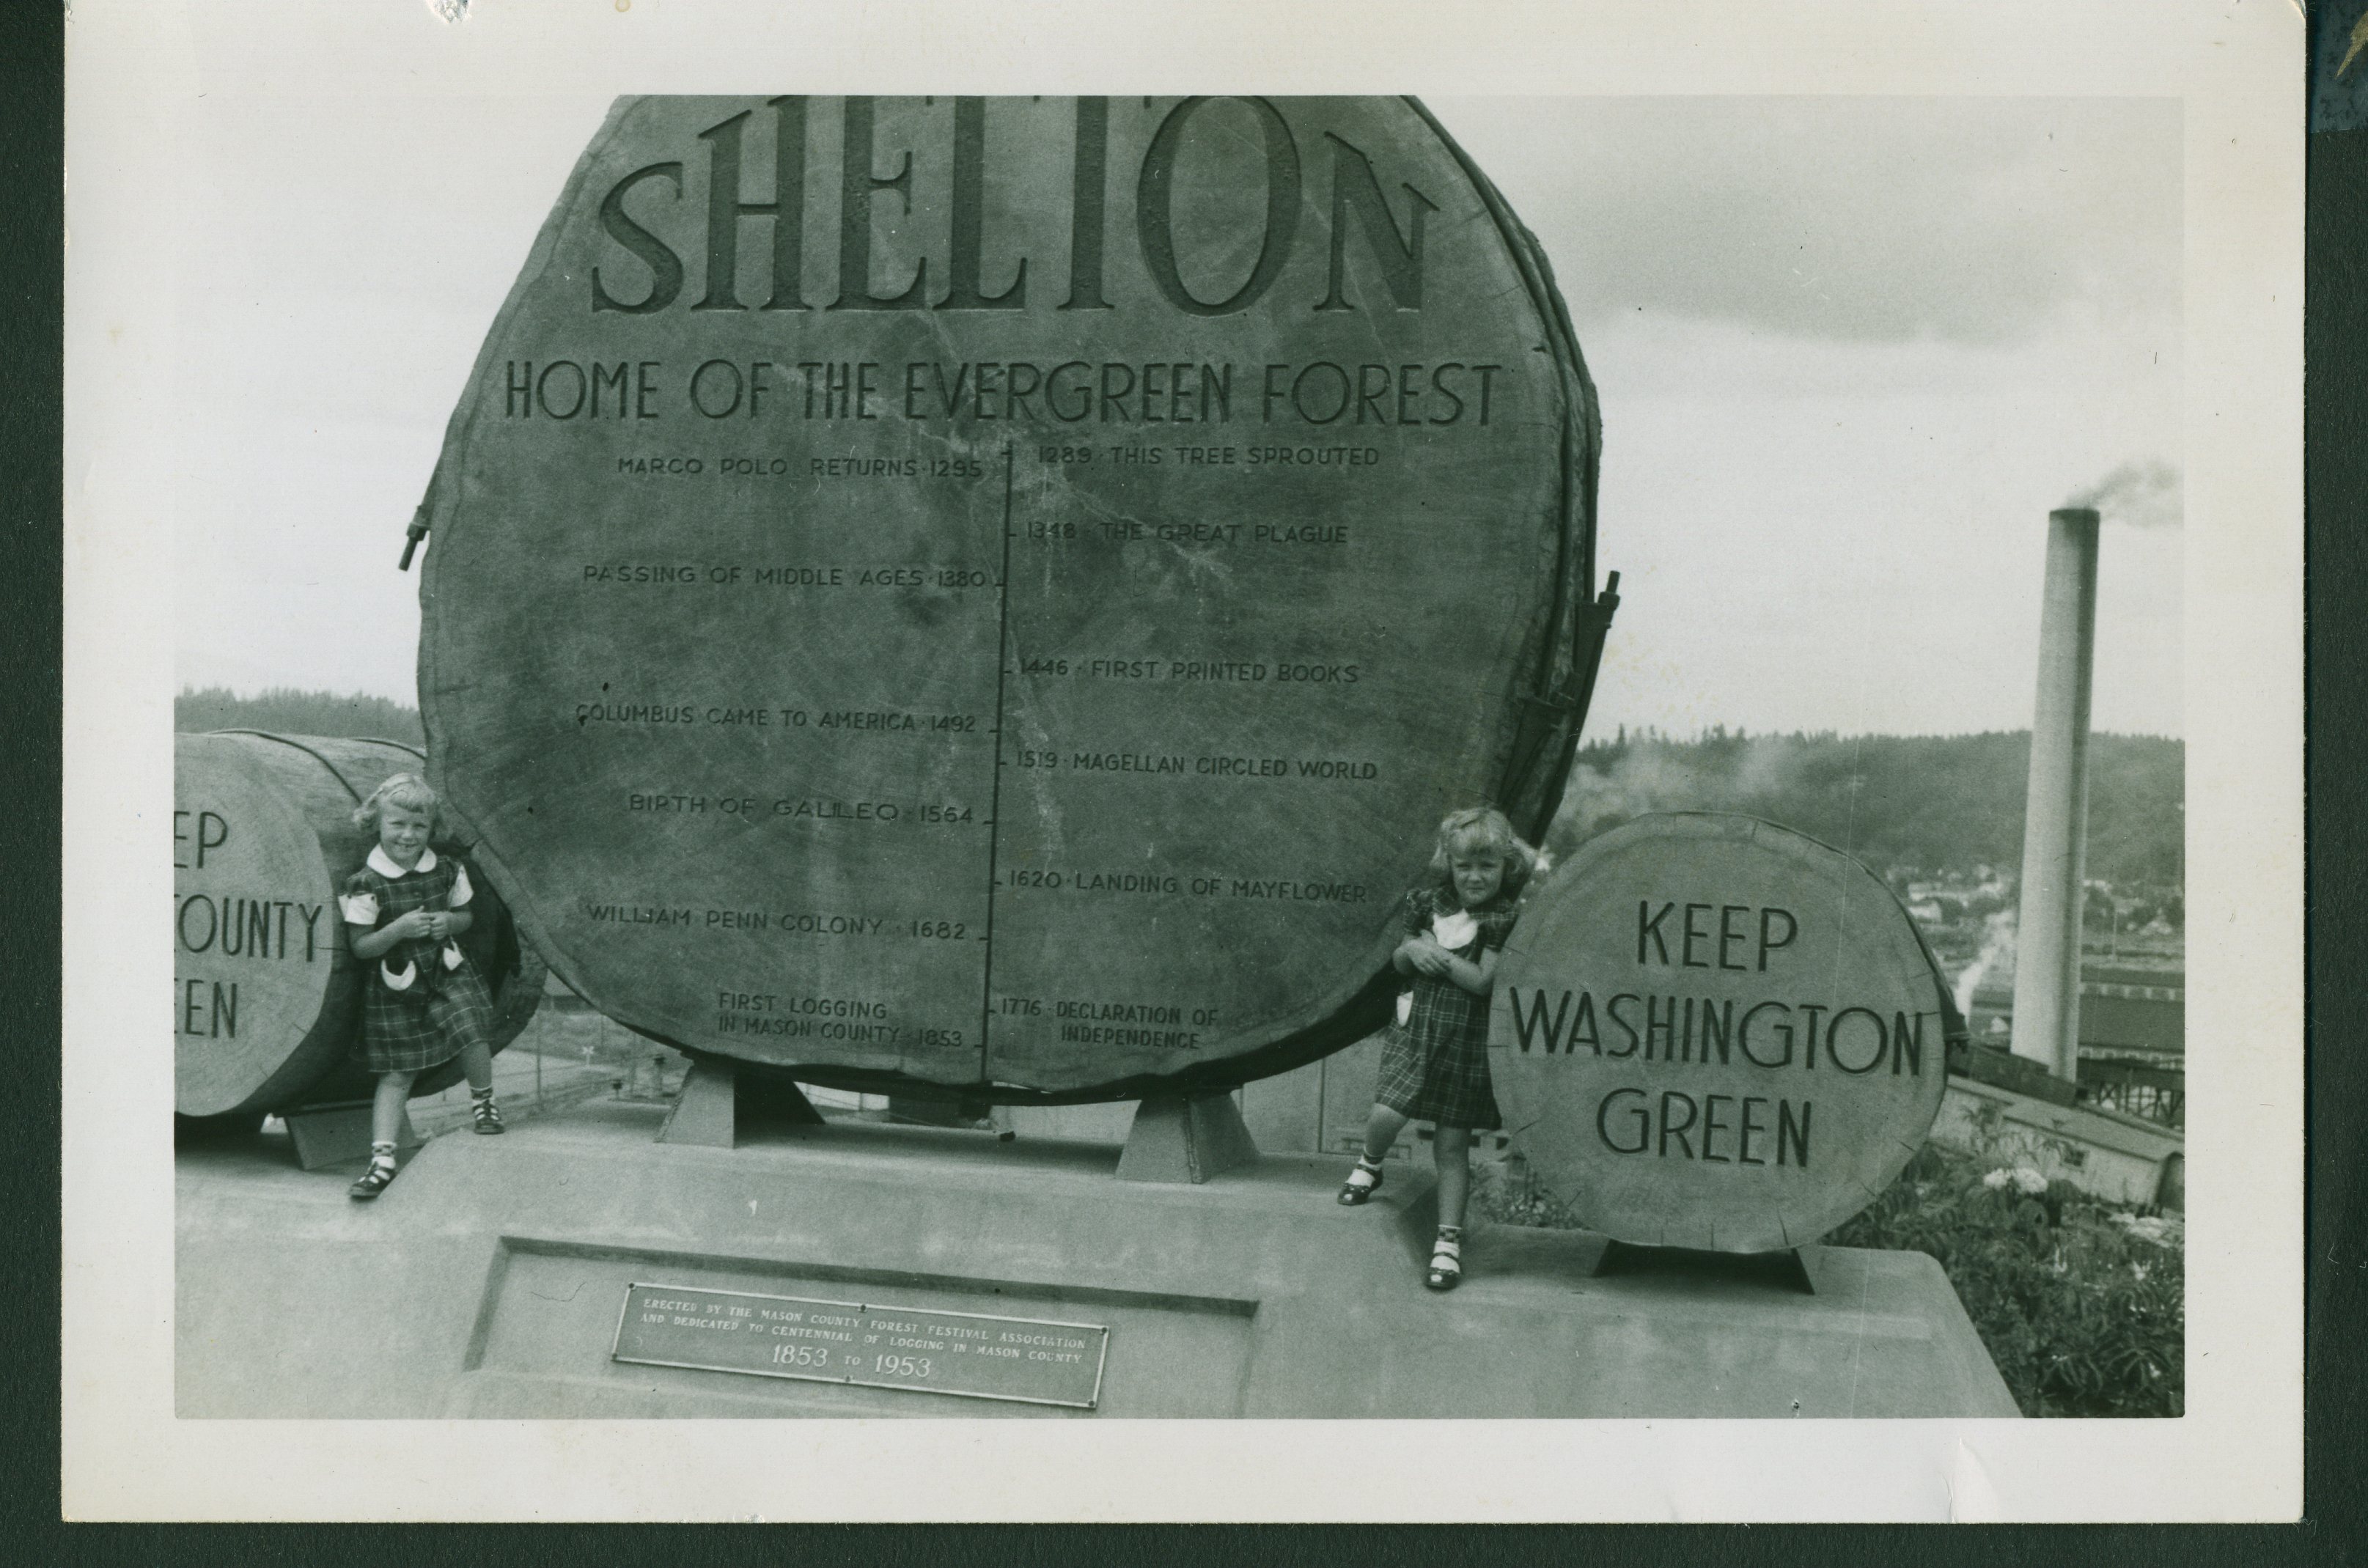 SHELTON
HOME OF THE EVERGREEN FOREST
1289 · THIS TREE SPROUTED
MARCO POLO RETURNS · 1295
1348 · THE GREAT PLAGUE
PASSING OF MIDDLE AGES · 1380
1446 · FIRST PRINTED BOOKS
COLUMBUS CAME TO AMERICA · 1492
1519 · MAGELLAN CIRCLED WORLD
BIRTH OF GALILEO · 1564
1620 · LANDING OF MAYFLOWER
WILLIAM PENN COLONY · 1682
1776 · DECLARATION OF
INDEPENDENCE
FIRST LOGGING
IN MASON COUNTY · 1853
EP
COUNTY
EEN
KEEP
WASHINGTON
GREEN
ERECTED BY THE MASON COUNTY FOREST FESTIVAL ASSOCIATION
AND DEDICATED TO CENTENNIAL OF LOGGING IN MASON COUNTY
1853 TO 1953